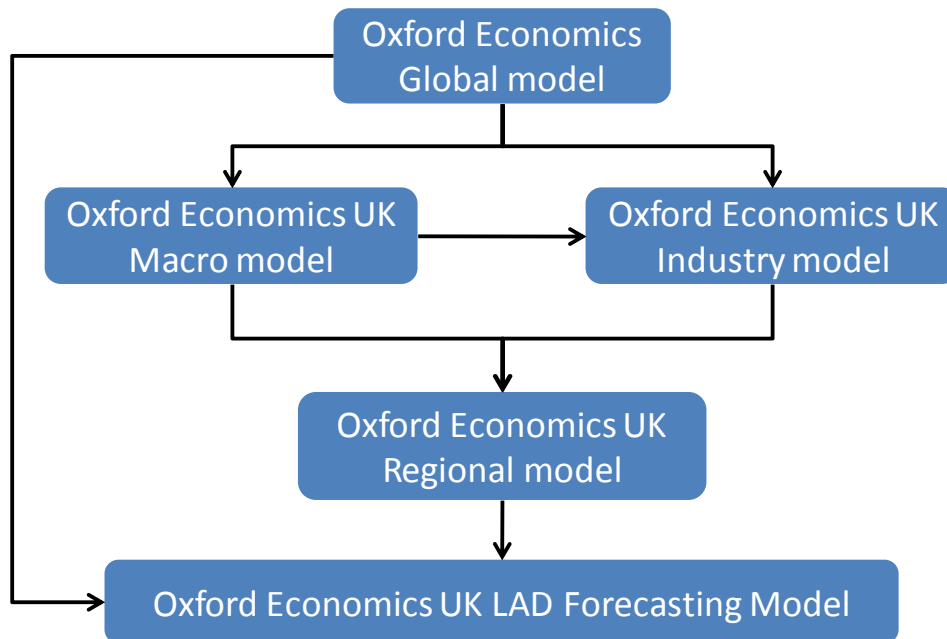 Oxford Economics
Global model
Oxford Economics UK
Macro model
Oxford Economics UK
Industry model
Oxford Economics UK
Regional model
Oxford Economics UK LAD Forecasting Model